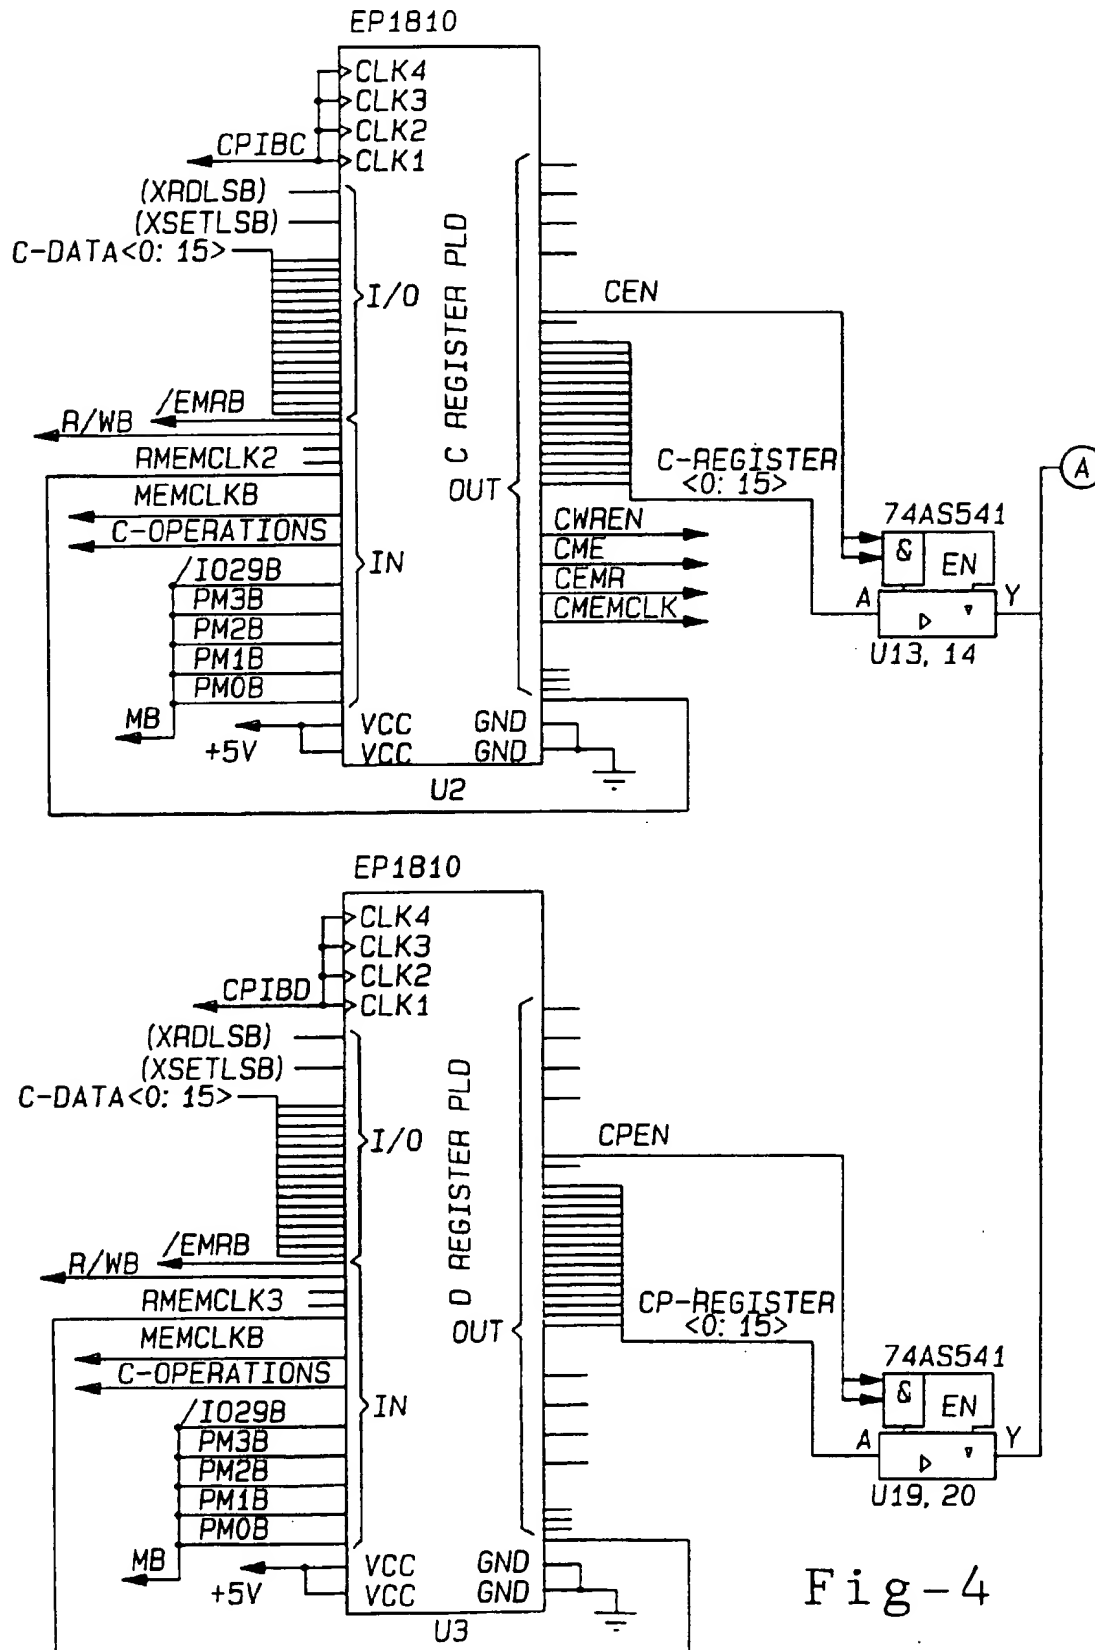 EP1810
CLK4
CLK3
CLK2
CPIBC
CLK1
(XRDLSB)
(XSETLSB)
C-DATA<0: 15>
I/O
C REGISTER PLD
CEN
/EMRB
R/WB
RMEMCLK2
MEMCLKB
C-OPERATIONS
OUT
C-REGISTER
<0: 15>
74AS541
&
EN
A
Y
U13, 14
A
CWREN
CME
CEMR
CMEMCLK
IN
/IO29B
PM3B
PM2B
PM1B
PM0B
MB
+5V
VCC
VCC
GND
GND
U2
EP1810
CLK4
CLK3
CLK2
CPIBD
CLK1
(XRDLSB)
(XSETLSB)
C-DATA<0: 15>
I/O
D REGISTER PLD
CPEN
/EMRB
R/WB
RMEMCLK3
MEMCLKB
C-OPERATIONS
OUT
CP-REGISTER
<0: 15>
74AS541
&
EN
A
Y
U19, 20
IN
/IO29B
PM3B
PM2B
PM1B
PM0B
MB
+5V
VCC
VCC
GND
GND
U3
Fig-4